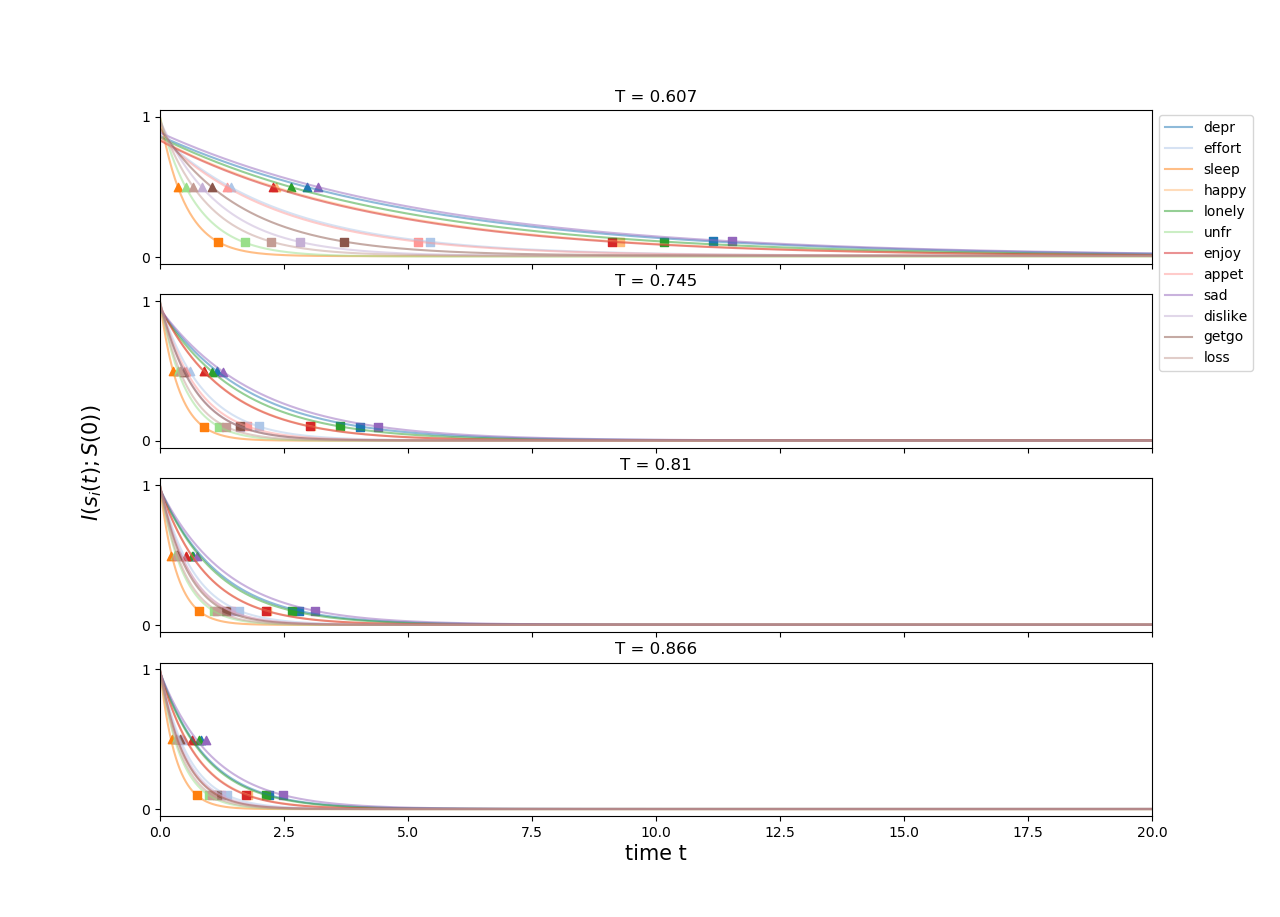 T = 0.607
1
0
depr
effort
sleep
happy
lonely
unfr
enjoy
appet
sad
dislike
getgo
loss
T = 0.745
1
0
I(s_i(t); S(0))
T = 0.81
1
0
T = 0.866
1
0
0.0 2.5 5.0 7.5 10.0 12.5 15.0 17.5 20.0
time t